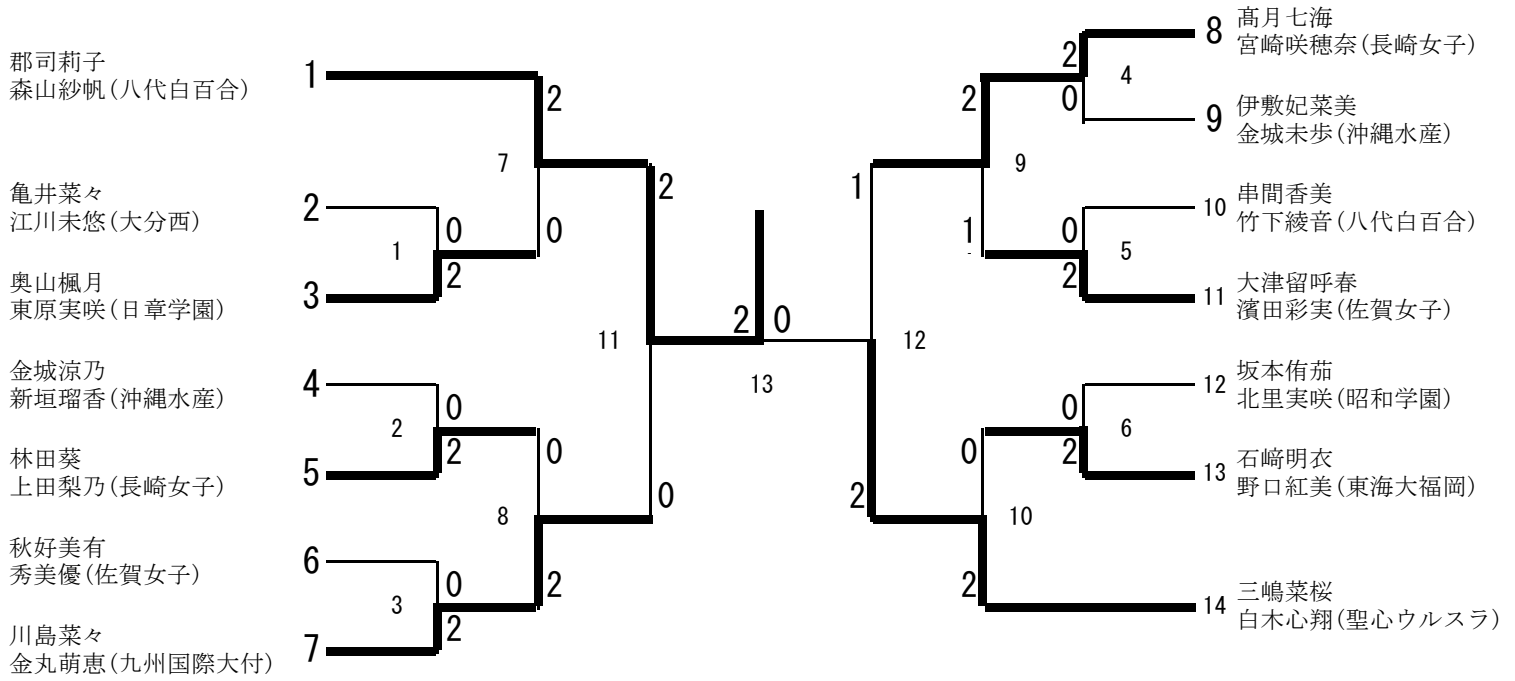 郡司莉子
森山紗帆(八代白百合)
1
亀井菜々
江川未悠(大分西)
2
奥山楓月
東原実咲(日章学園)
3
金城涼乃
新垣瑠香(沖縄水産)
4
林田葵
上田梨乃(長崎女子)
5
秋好美有
秀美優(佐賀女子)
6
川島菜々
金丸萌恵(九州国際大付)
7
0
1
2
0
2
2
0
3
2
2
7
0
0
8
2
2
11
0
2 0
13
1
12
2
2
9
1
0
10
2
2
4
0
0
5
2
0
6
2
8
髙月七海
宮崎咲穂奈(長崎女子)
9
伊敷妃菜美
金城未歩(沖縄水産)
10
串間香美
竹下綾音(八代白百合)
11
大津留呼春
濱田彩実(佐賀女子)
12
坂本侑茄
北里実咲(昭和学園)
13
石﨑明衣
野口紅美(東海大福岡)
14
三嶋菜桜
白木心翔(聖心ウルスラ)